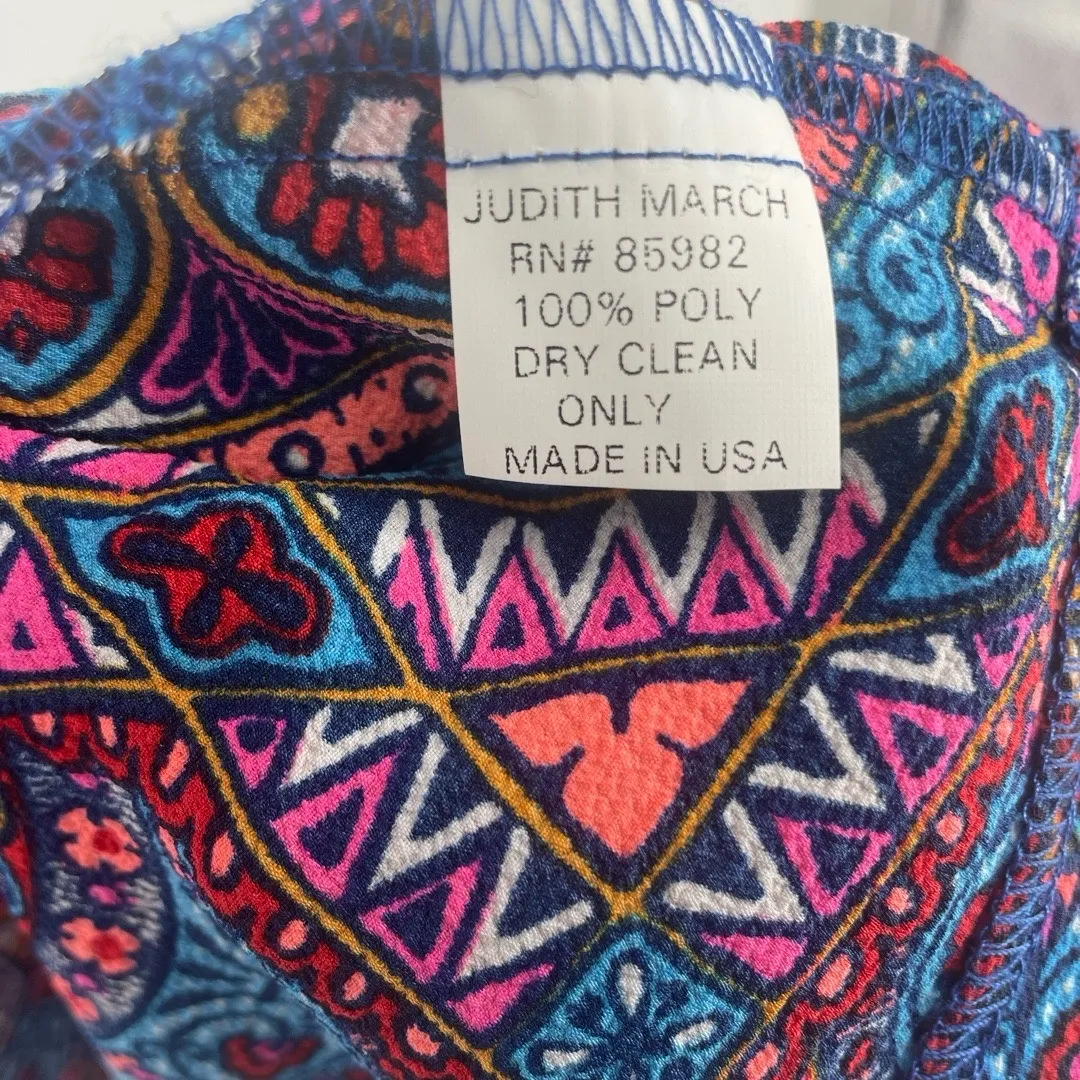 JUDITH MARCH
RN# 85982
100% POLY
DRY CLEAN
ONLY
MADE IN USA